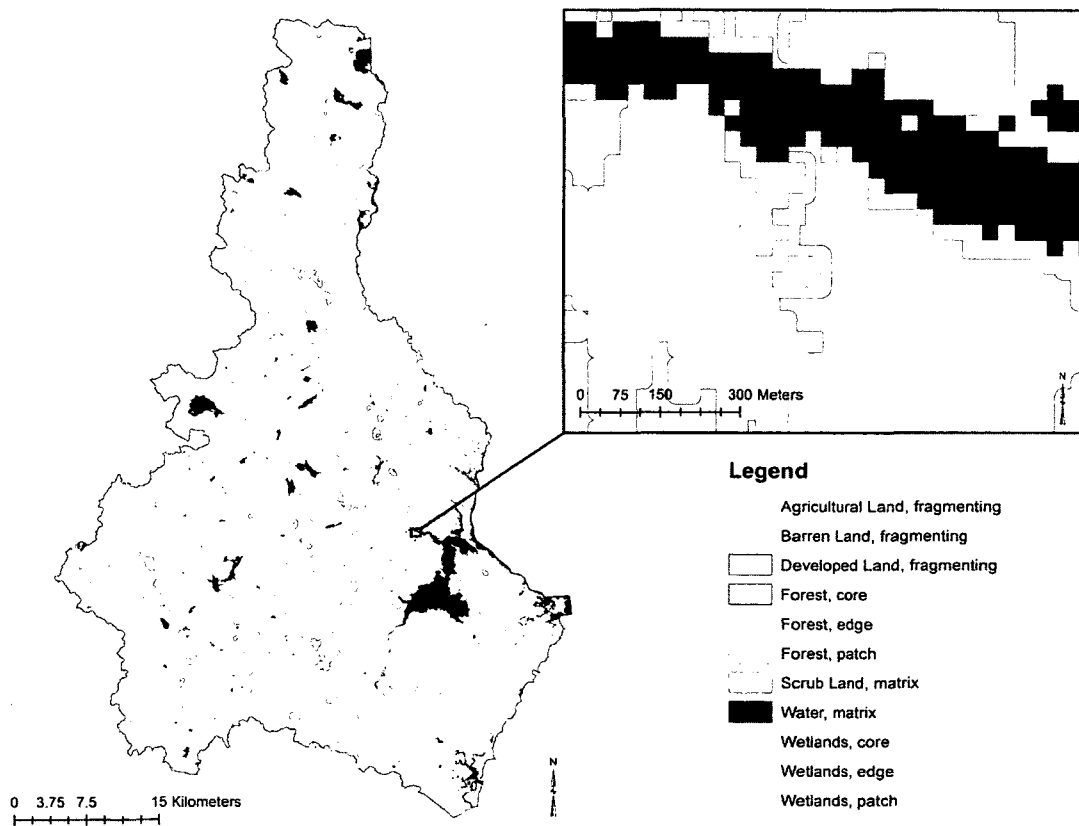 0 75 150 300 Meters
N
Legend
Agricultural Land, fragmenting
Barren Land, fragmenting
Developed Land, fragmenting
Forest, core
Forest, edge
Forest, patch
Scrub Land, matrix
Water, matrix
Wetlands, core
Wetlands, edge
Wetlands, patch
N
0 3.75 7.5 15 Kilometers